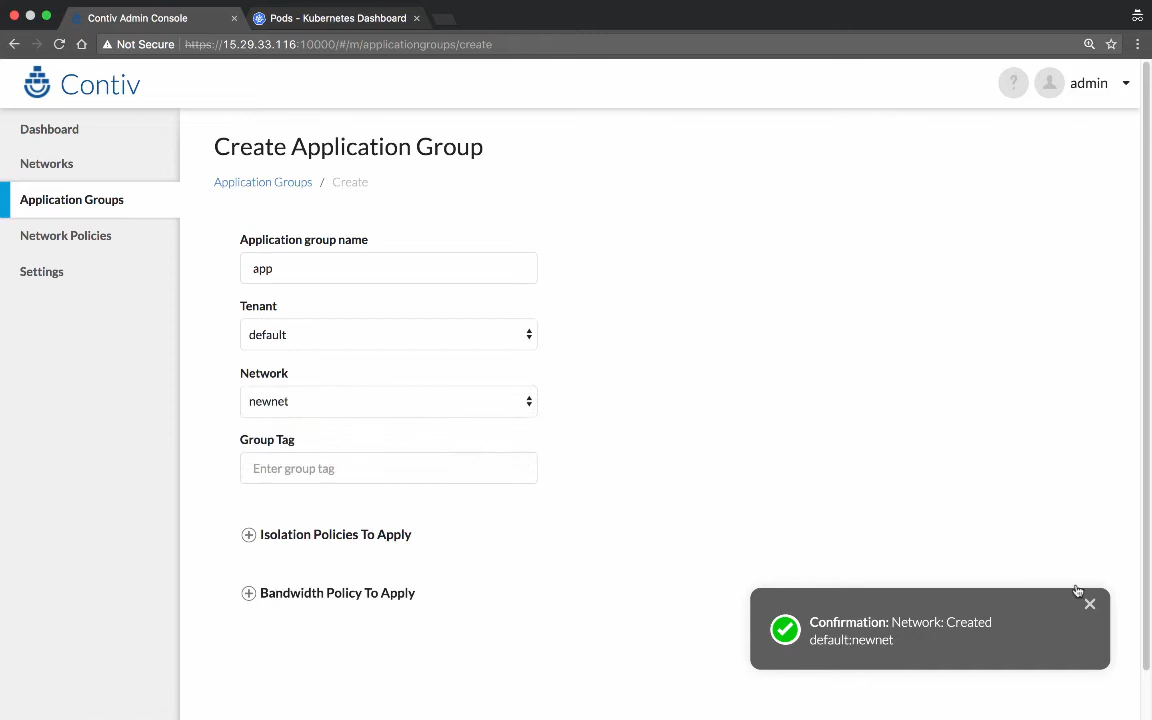 Contiv Admin Console
Pods - Kubernetes Dashboard
Not Secure
https://15.29.33.116:10000/#/m/applicationgroups/create
Contiv
?
admin
Dashboard
Networks
Application Groups
Network Policies
Settings
Create Application Group
Application Groups / Create
Application group name
app
Tenant
default
Network
newnet
Group Tag
Enter group tag
Isolation Policies To Apply
Bandwidth Policy To Apply
Confirmation: Network: Created
default:newnet